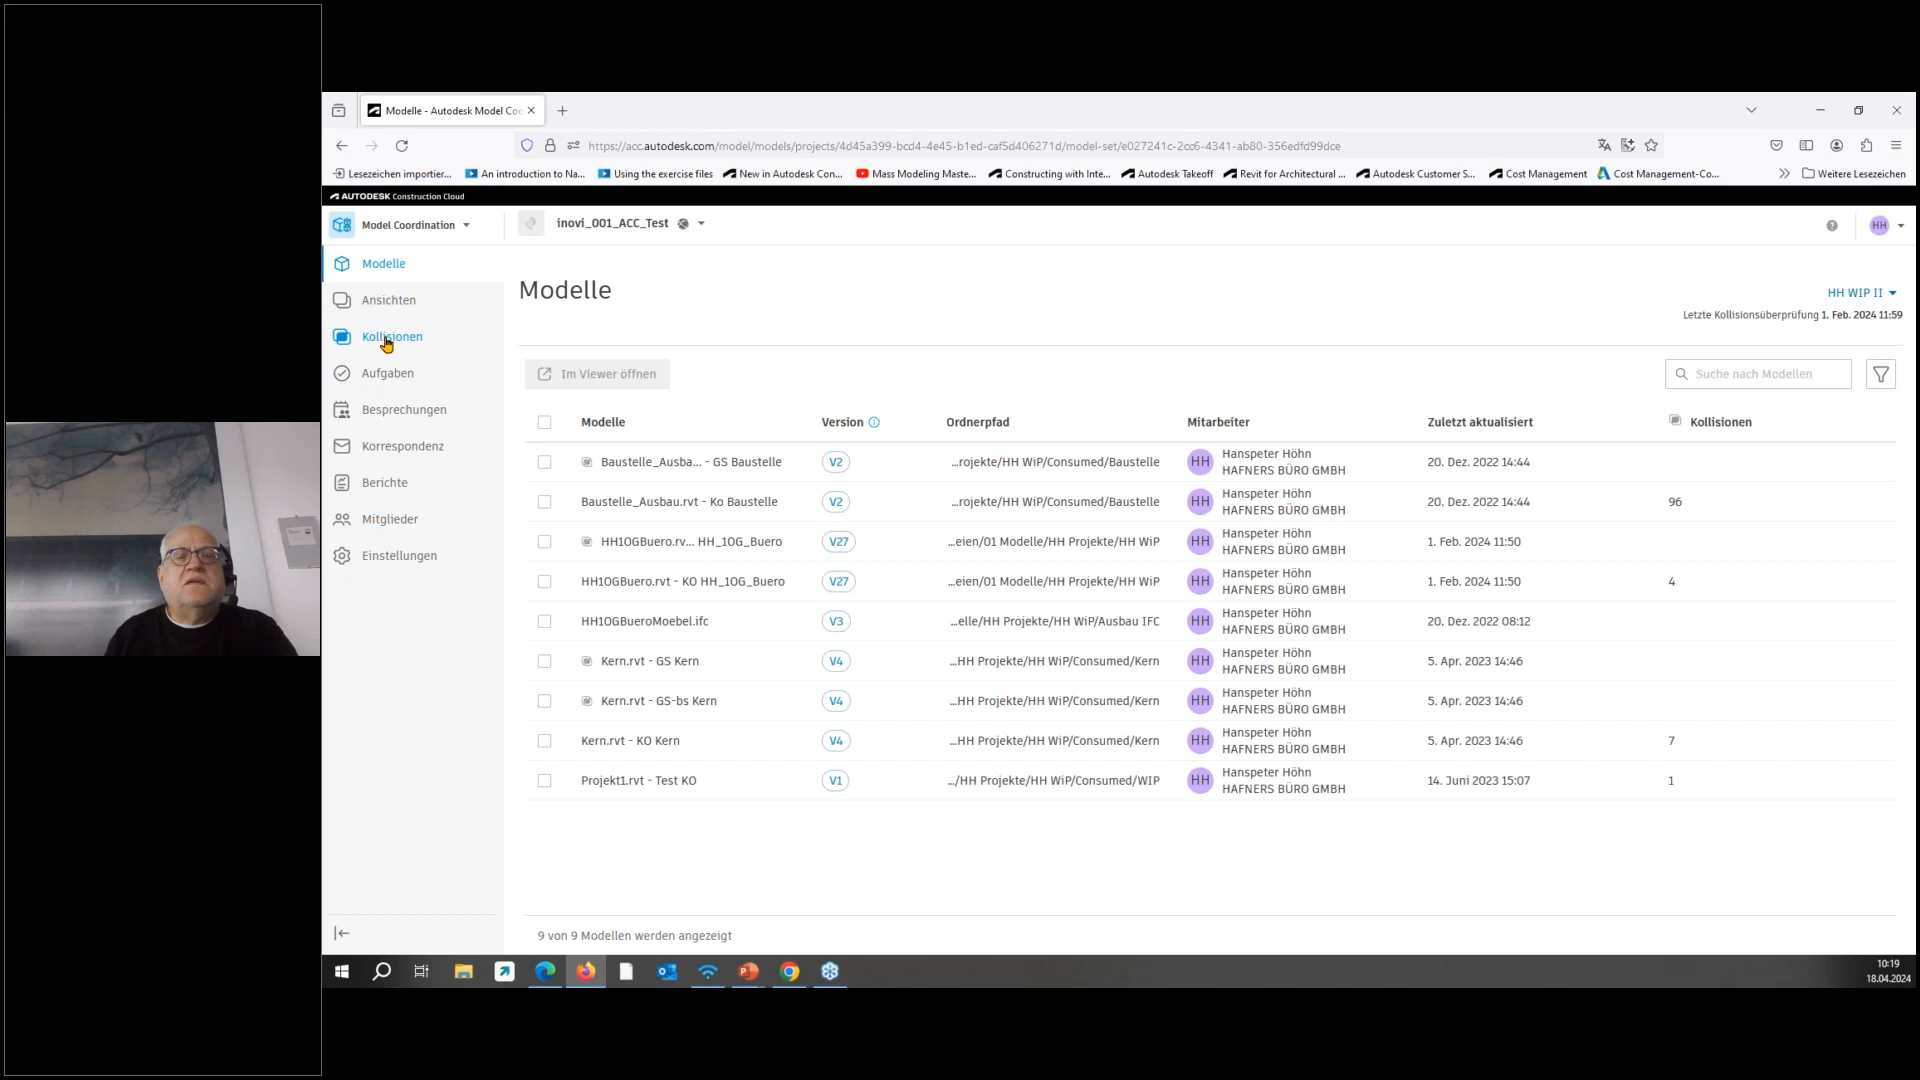 Modelle - Autodesk Model Coo
https://acc.autodesk.com/model/models/projects/4d45a399-bcd4-4e45-b1ed-caf5d406271d/model-set/e027241c-2cc6-4341-ab80-356edfd99dce
Lesezeichen importier... An introduction to Na... Using the exercise files New in Autodesk Con... Mass Modeling Maste... Constructing with Inte... Autodesk Takeoff Revit for Architectural ... Autodesk Customer S... Cost Management Cost Management-Co... Weitere Lesezeichen
AUTODESK Construction Cloud
Model Coordination inovi_001_ACC_Test HH
Modelle
Ansichten
Kollisionen
Aufgaben
Besprechungen
Korrespondenz
Berichte
Mitglieder
Einstellungen
Modelle
HH WIP II
Letzte Kollisionsüberprüfung 1. Feb. 2024 11:59
Im Viewer öffnen Suche nach Modellen
Modelle Version Ordnerpfad Mitarbeiter Zuletzt aktualisiert Kollisionen
Baustelle_Ausba... - GS Baustelle V2 ...rojekte/HH WiP/Consumed/Baustelle HH Hanspeter Höhn 20. Dez. 2022 14:44
HAFNERS BÜRO GMBH
Baustelle_Ausbau.rvt - Ko Baustelle V2 ...rojekte/HH WiP/Consumed/Baustelle HH Hanspeter Höhn 20. Dez. 2022 14:44 96
HAFNERS BÜRO GMBH
HH1OGBuero.rv... HH_1OG_Buero V27 ...eien/01 Modelle/HH Projekte/HH WiP HH Hanspeter Höhn 1. Feb. 2024 11:50
HAFNERS BÜRO GMBH
HH1OGBuero.rvt - KO HH_1OG_Buero V27 ...eien/01 Modelle/HH Projekte/HH WiP HH Hanspeter Höhn 1. Feb. 2024 11:50 4
HAFNERS BÜRO GMBH
HH1OGBueroMoebel.ifc V3 ...elle/HH Projekte/HH WiP/Ausbau IFC HH Hanspeter Höhn 20. Dez. 2022 08:12
HAFNERS BÜRO GMBH
Kern.rvt - GS Kern V4 ...HH Projekte/HH WiP/Consumed/Kern HH Hanspeter Höhn 5. Apr. 2023 14:46
HAFNERS BÜRO GMBH
Kern.rvt - GS-bs Kern V4 ...HH Projekte/HH WiP/Consumed/Kern HH Hanspeter Höhn 5. Apr. 2023 14:46
HAFNERS BÜRO GMBH
Kern.rvt - KO Kern V4 ...HH Projekte/HH WiP/Consumed/Kern HH Hanspeter Höhn 5. Apr. 2023 14:46 7
HAFNERS BÜRO GMBH
Projekt1.rvt - Test KO V1 .../HH Projekte/HH WiP/Consumed/WIP HH Hanspeter Höhn 14. Juni 2023 15:07 1
HAFNERS BÜRO GMBH
9 von 9 Modellen werden angezeigt
10:19
18.04.2024